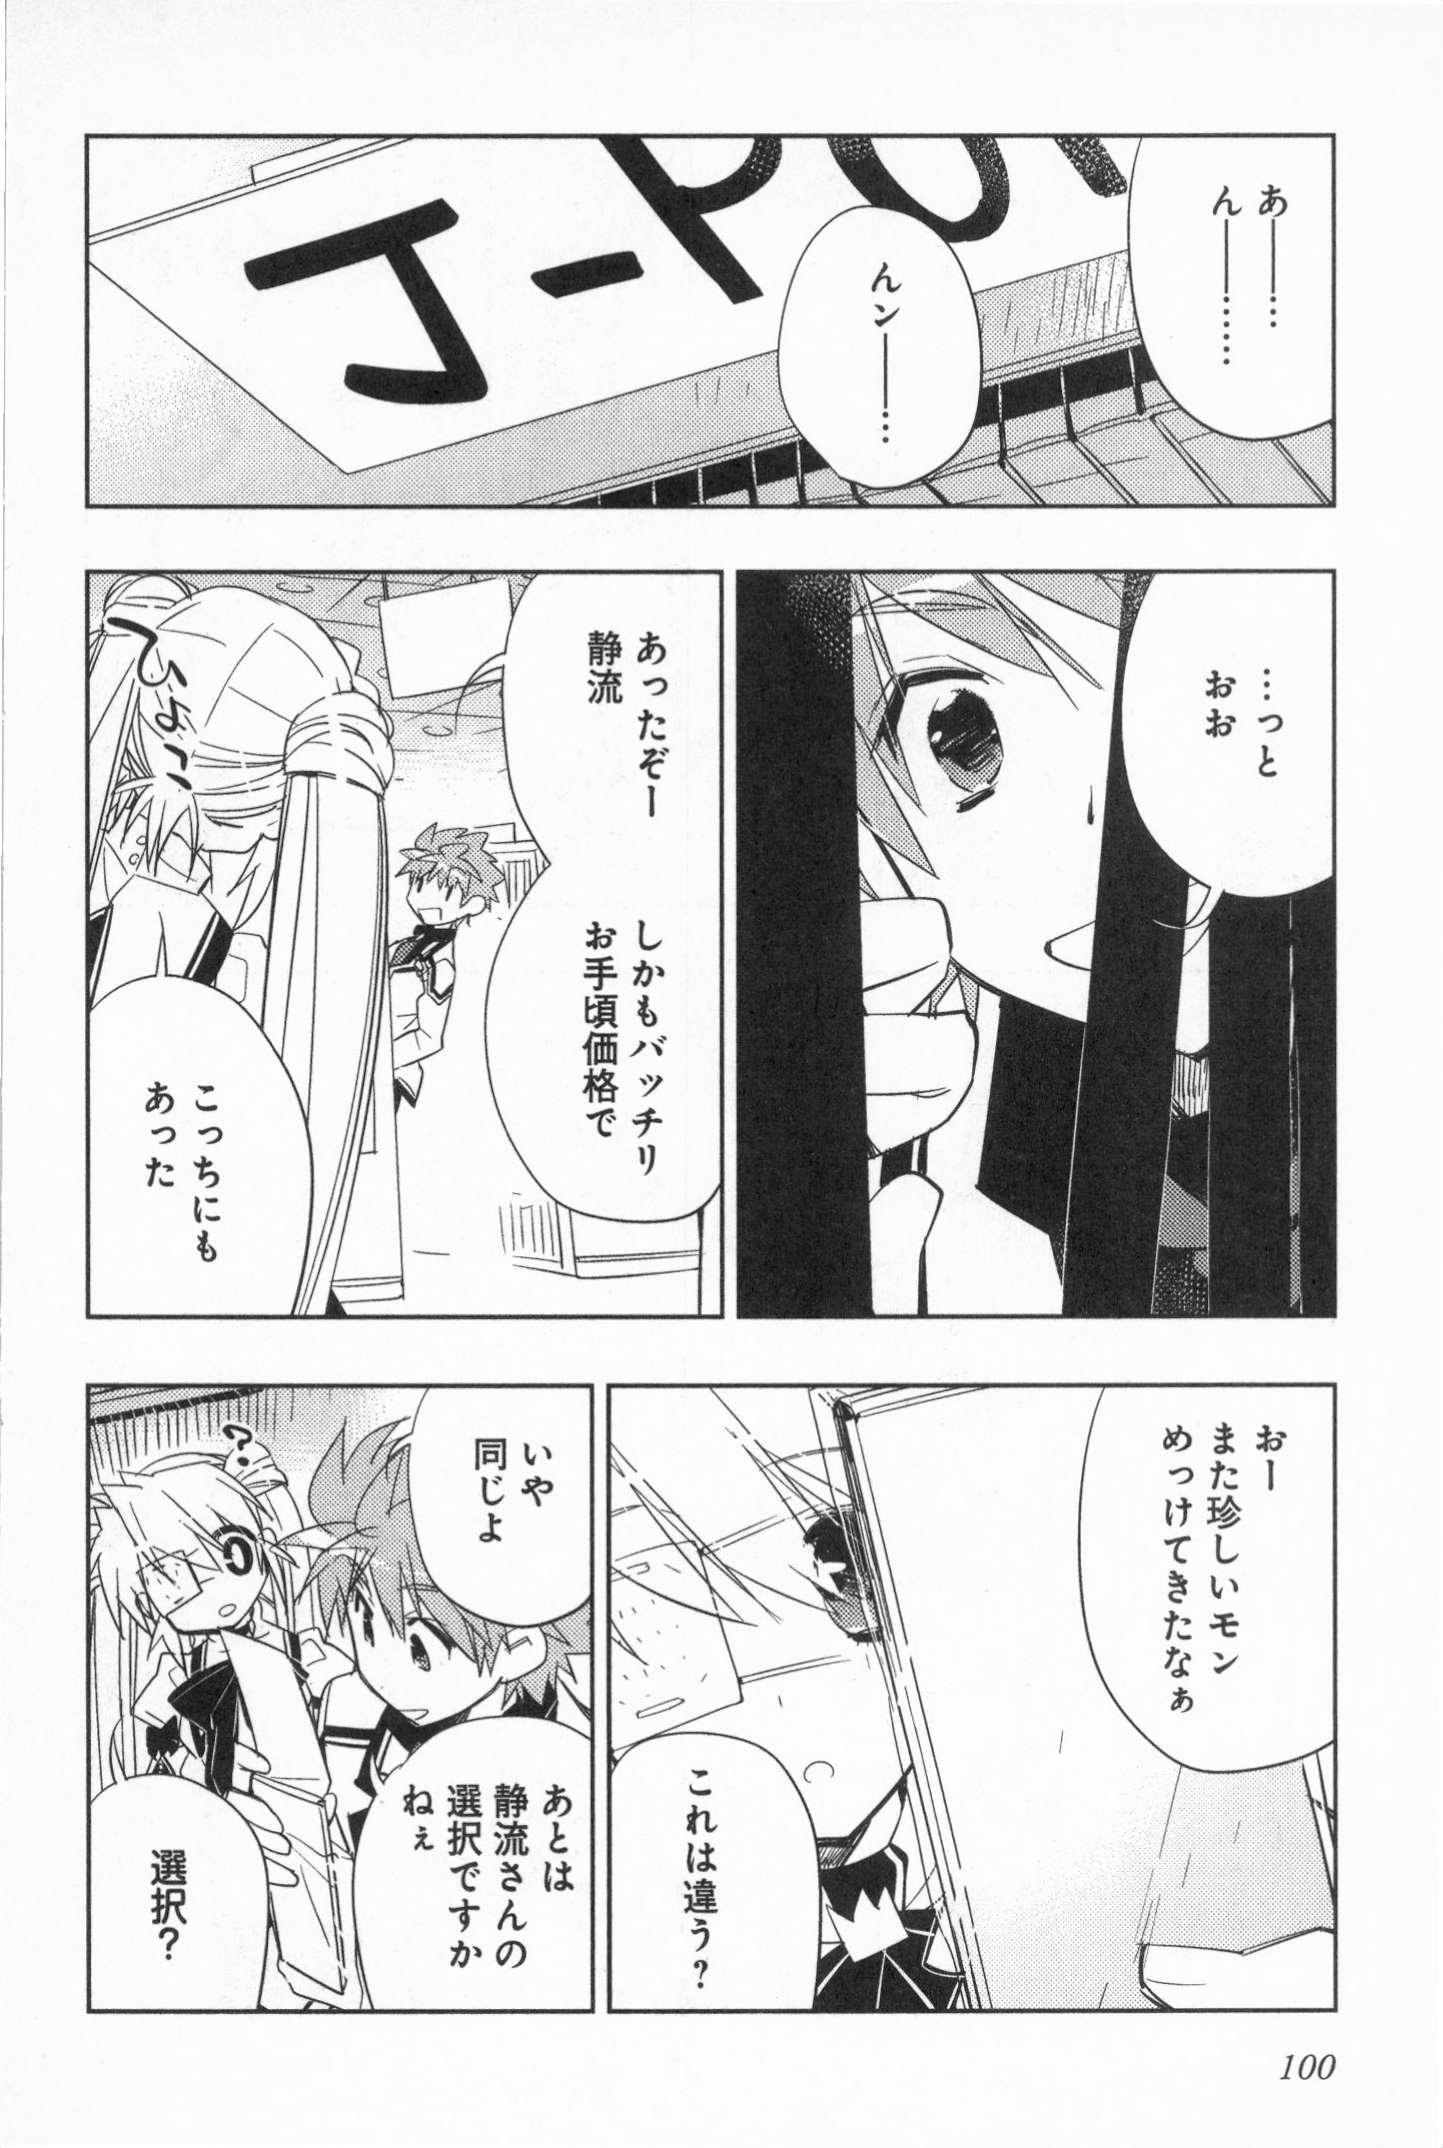 あ──…
ん──……
んン──…
J-POP
…っと
おお
あったぞー
静流
しかもバッチリ
お手頃価格で
こっちにも
あった
おー
また珍しいモン
めっけてきたなぁ
これは違う?
いや
同じよ
あとは
静流さんの
選択ですか
ねぇ
?
選択?
100